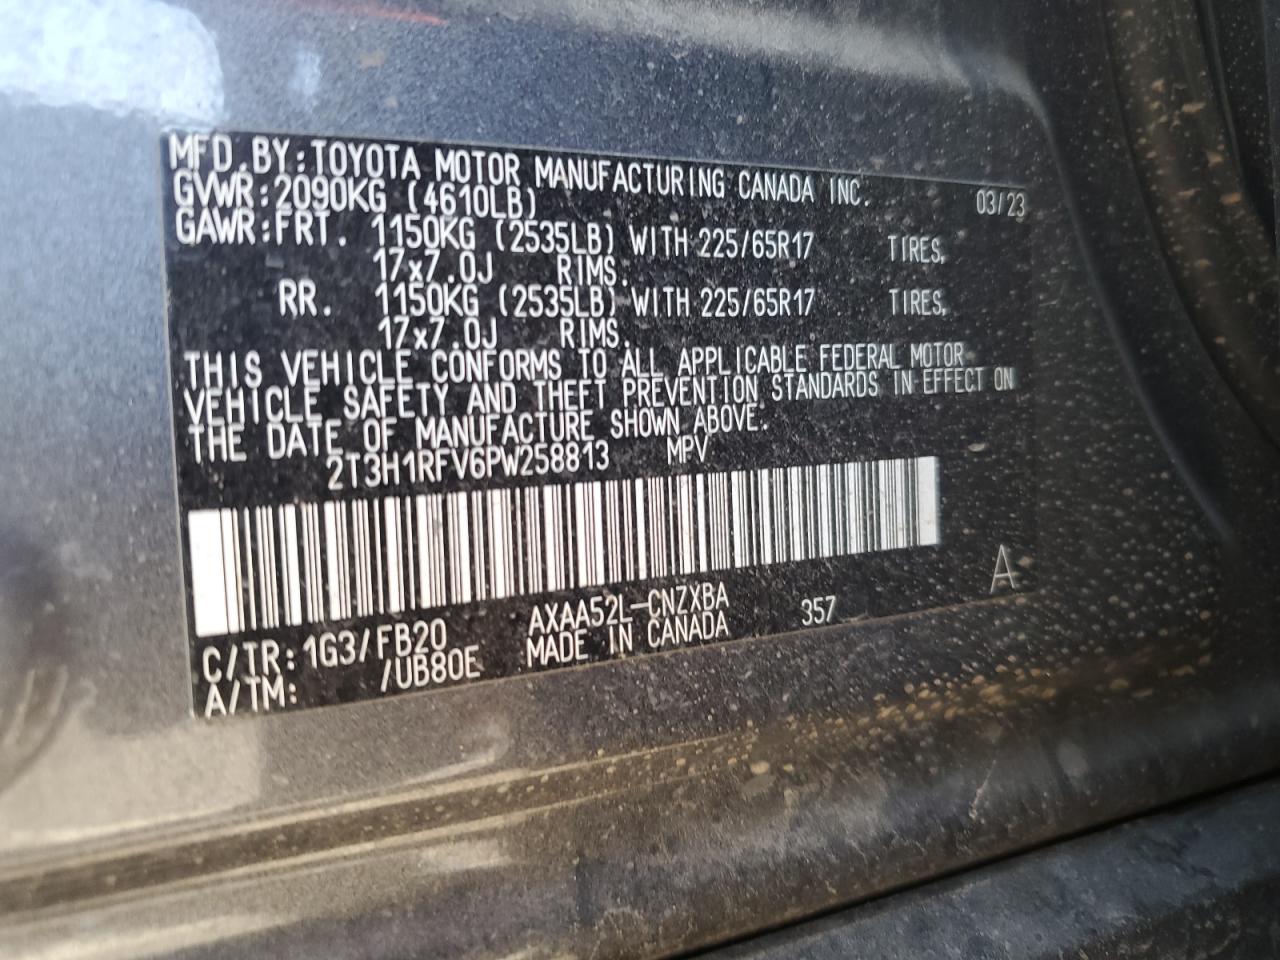 MFD.BY:TOYOTA MOTOR MANUFACTURING CANADA INC. 03/23
GVWR:2090KG (4610LB)
GAWR:FRT. 1150KG (2535LB) WITH 225/65R17 TIRES,
17x7.0J RIMS.
RR. 1150KG (2535LB) WITH 225/65R17 TIRES,
17x7.0J RIMS.
THIS VEHICLE CONFORMS TO ALL APPLICABLE FEDERAL MOTOR
VEHICLE SAFETY AND THEFT PREVENTION STANDARDS IN EFFECT ON
THE DATE OF MANUFACTURE SHOWN ABOVE.
2T3H1RFV6PW258813 MPV
C/TR:1G3/FB20 AXAA52L-CNZXBA 357 A
A/TM: /UB80E MADE IN CANADA